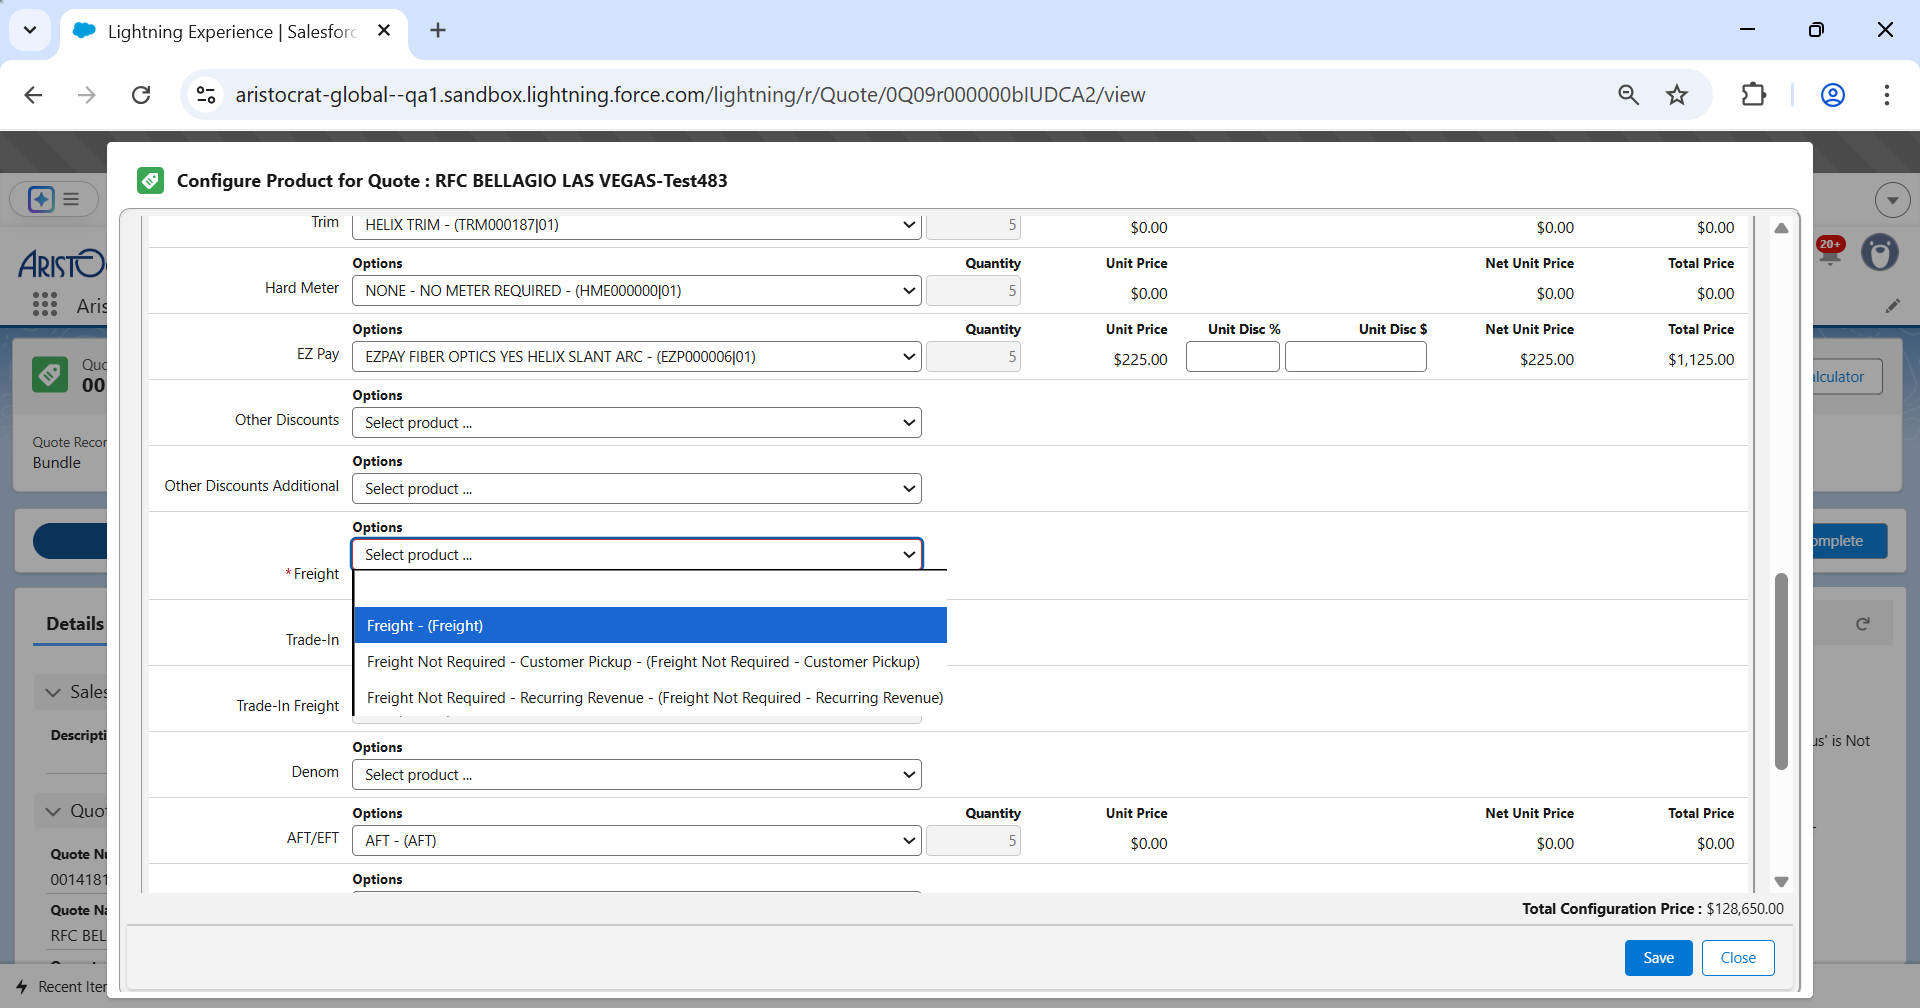 Lightning Experience | Salesforc
aristocrat-global--qa1.sandbox.lightning.force.com/lightning/r/Quote/0Q09r000000bIUDCA2/view
Configure Product for Quote : RFC BELLAGIO LAS VEGAS-Test483
Trim HELIX TRIM - (TRM000187|01) 5 $0.00 $0.00 $0.00
Options Quantity Unit Price Net Unit Price Total Price
Hard Meter NONE - NO METER REQUIRED - (HME000000|01) 5 $0.00 $0.00 $0.00
Options Quantity Unit Price Unit Disc % Unit Disc $ Net Unit Price Total Price
EZ Pay EZPAY FIBER OPTICS YES HELIX SLANT ARC - (EZP000006|01) 5 $225.00 $225.00 $1,125.00
Options
Other Discounts Select product ...
Options
Other Discounts Additional Select product ...
Options
Select product ...
*Freight
Freight - (Freight)
Trade-In
Freight Not Required - Customer Pickup - (Freight Not Required - Customer Pickup)
Freight Not Required - Recurring Revenue - (Freight Not Required - Recurring Revenue)
Trade-In Freight
Options
Denom Select product ...
Options Quantity Unit Price Net Unit Price Total Price
AFT/EFT AFT - (AFT) 5 $0.00 $0.00 $0.00
Options
Total Configuration Price : $128,650.00
Save Close
ARISTO
Aris
20+
Quo
00
alculator
Quote Recor
Bundle
omplete
Details
Sales
Descripti
us' is Not
Quot
Quote Nu
0014181
Quote Na
RFC BEL
Recent Iter